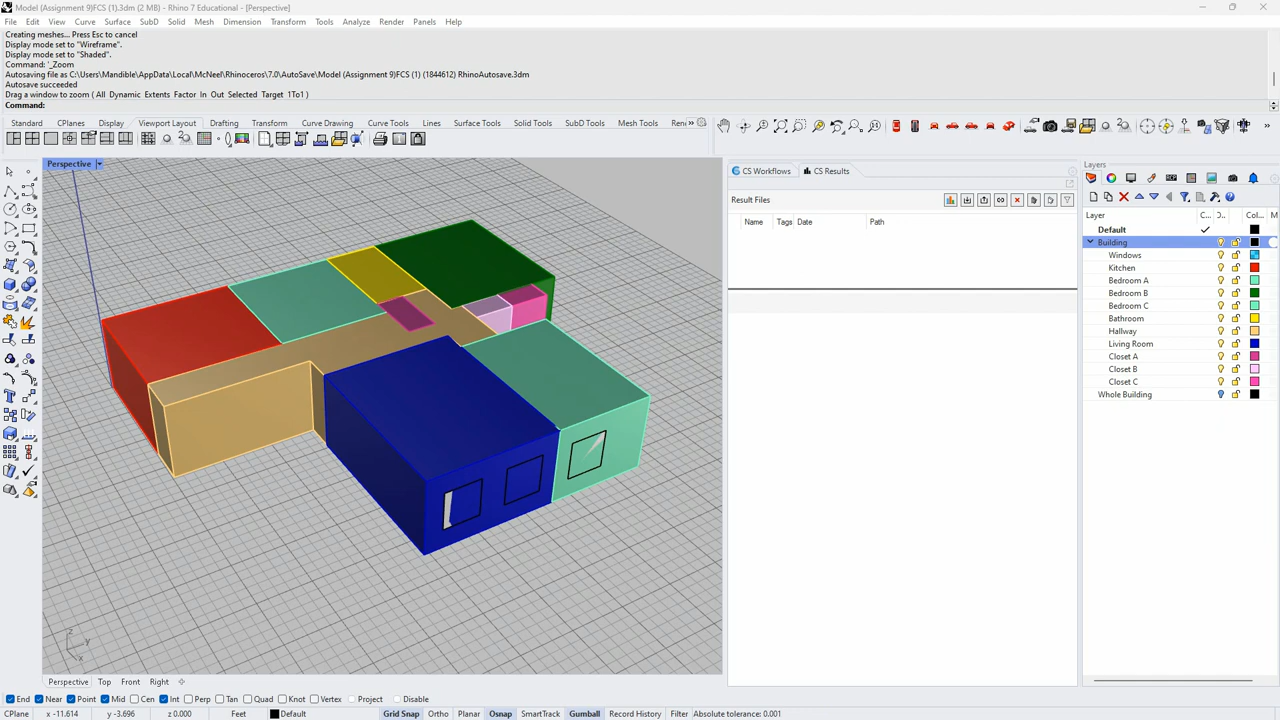 Model (Assignment 9)FCS (1).3dm (2 MB) - Rhino 7 Educational - [Perspective]
File Edit View Curve Surface SubD Solid Mesh Dimension Transform Tools Analyze Render Panels Help
Creating meshes... Press Esc to cancel
Display mode set to "Wireframe".
Display mode set to "Shaded".
Command: '_Zoom
Autosaving file as C:\Users\Mandible\AppData\Local\McNeel\Rhinoceros\7.0\AutoSave\Model (Assignment 9)FCS (1) (1844612) RhinoAutosave.3dm
Autosave succeeded
Drag a window to zoom ( All Dynamic Extents Factor In Out Selected Target 1To1 )
Command:
Standard CPlanes Display Viewport Layout Drafting Transform Curve Drawing Curve Tools Lines Surface Tools Solid Tools SubD Tools Mesh Tools Ren »
Perspective
CS Workflows CS Results
Result Files
Name Tags Date Path
Layers
Layer C... Col... M
Default
Building
Windows
Kitchen
Bedroom A
Bedroom B
Bedroom C
Bathroom
Hallway
Living Room
Closet A
Closet B
Closet C
Whole Building
z
y
x
Perspective Top Front Right
End Near Point Mid Cen Int Perp Tan Quad Knot Vertex Project Disable
CPlane x -11.614 y -3.696 z 0.000 Feet Default Grid Snap Ortho Planar Osnap SmartTrack Gumball Record History Filter Absolute tolerance: 0.001